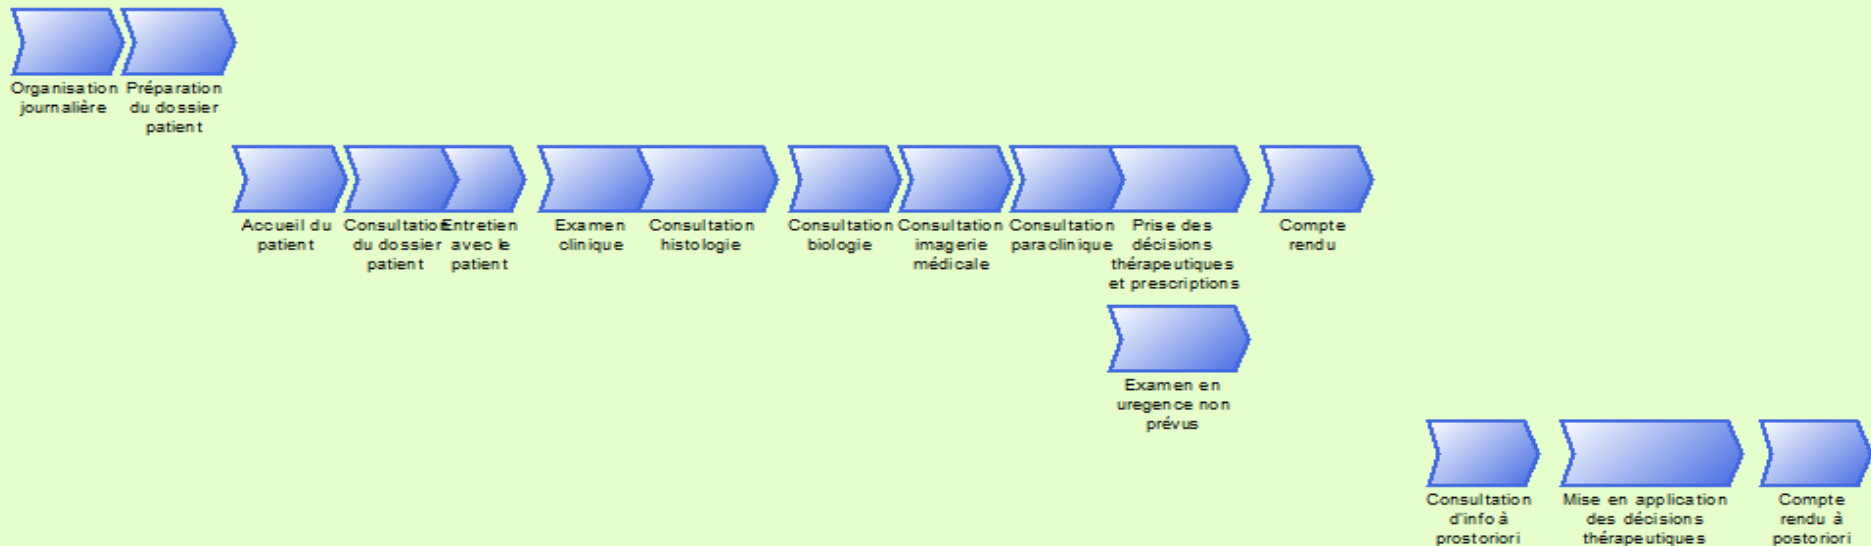 Organisation
journalière
Préparation
du dossier
patient
Accueil du
patient
Consultation
du dossier
patient
Entretien
avec le
patient
Examen
clinique
Consultation
histologie
Consultation
biologie
Consultation
imagerie
médicale
Consultation
paraclinique
Prise des
décisions
thérapeutiques
et prescriptions
Compte
rendu
Examen en
uregence non
prévus
Consultation
d'info à
prostoriori
Mise en application
des décisions
thérapeutiques
Compte
rendu à
postoriori